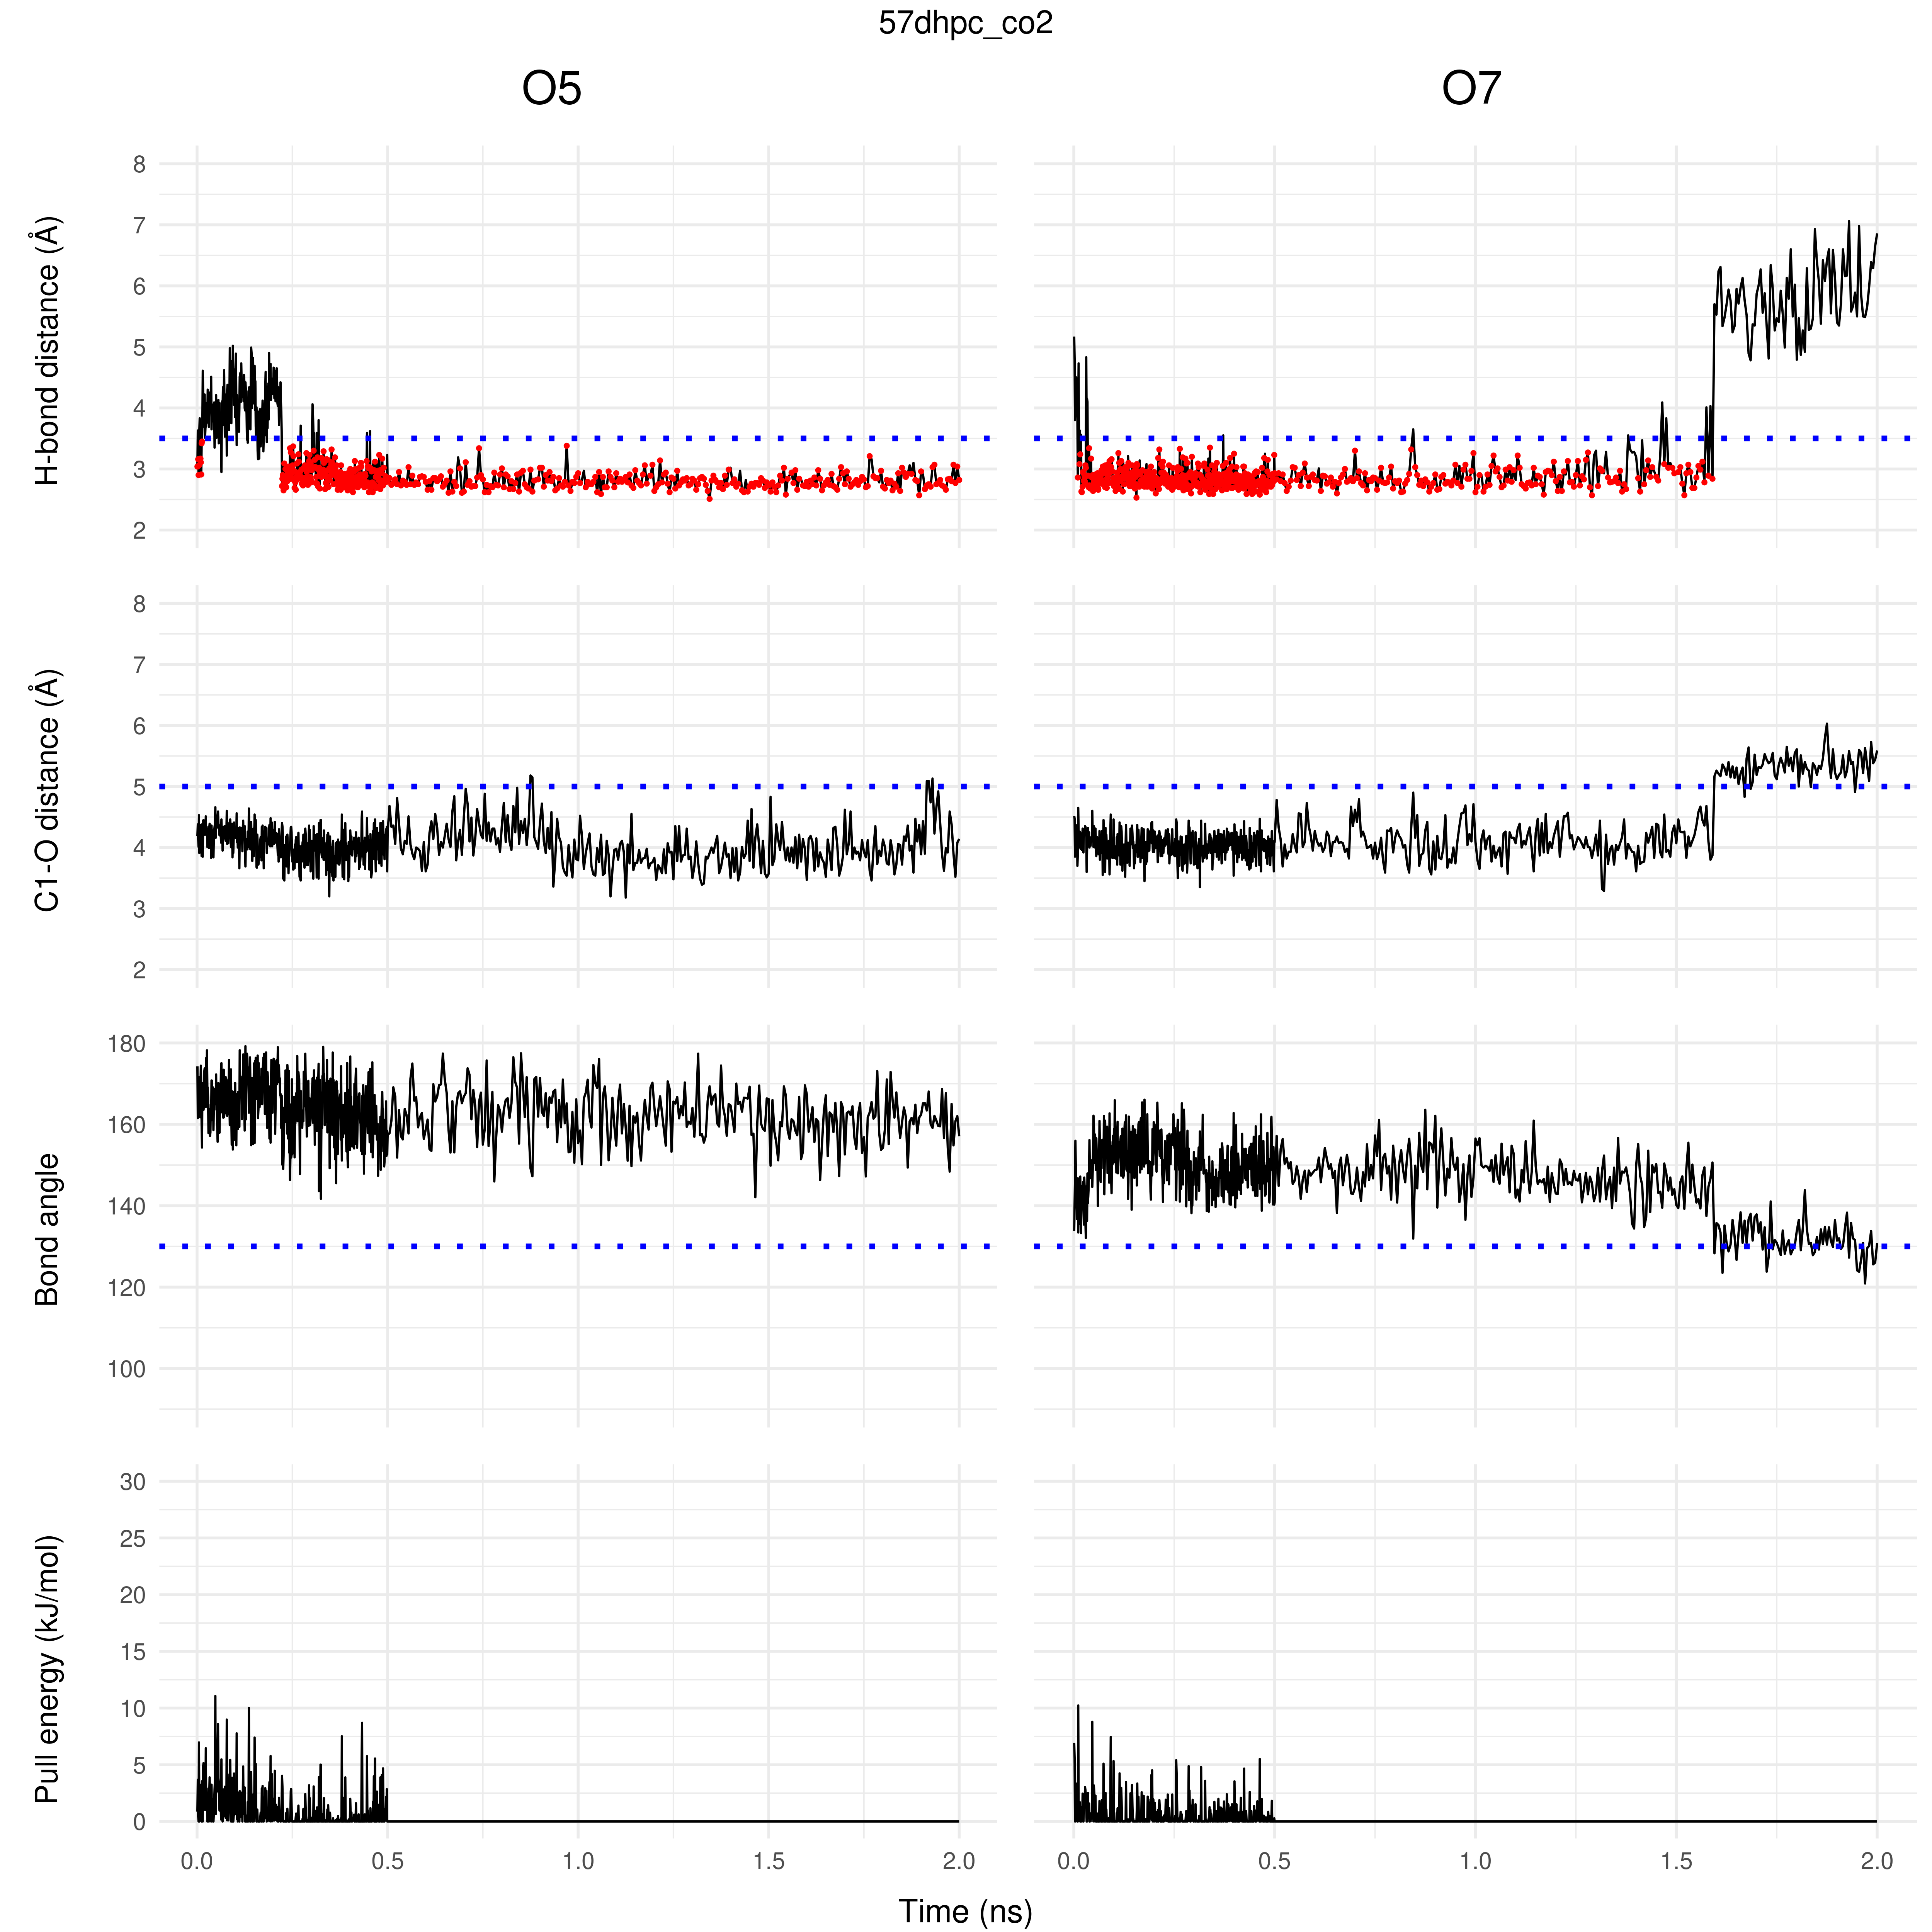 57dhpc_co2
O5
O7
H-bond distance (Å)
8
7
6
5
4
3
2
C1-O distance (Å)
8
7
6
5
4
3
2
Bond angle
180
160
140
120
100
Pull energy (kJ/mol)
30
25
20
15
10
5
0
0.0 0.5 1.0 1.5 2.0
0.0 0.5 1.0 1.5 2.0
Time (ns)